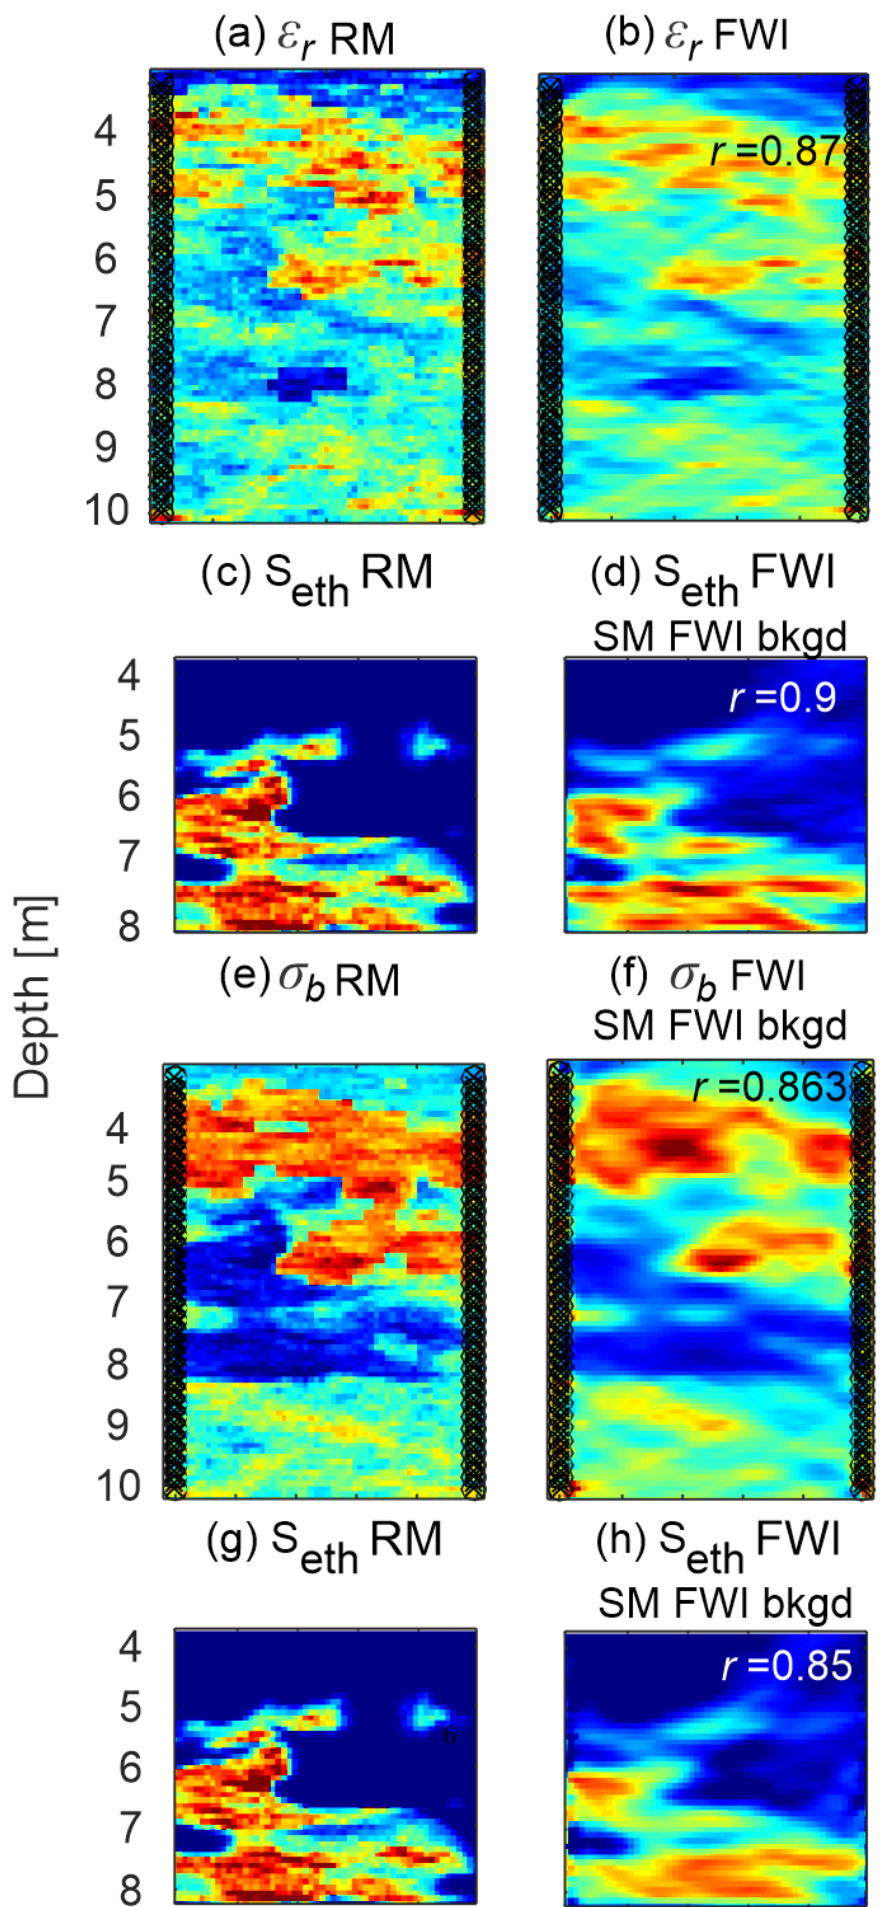 (a) εr RM
(b) εr FWI
4
5
6
7
8
9
10
r =0.87
(c) Seth RM
(d) Seth FWI
SM FWI bkgd
4
5
6
7
8
r =0.9
Depth [m]
(e) σb RM
(f) σb FWI
SM FWI bkgd
4
5
6
7
8
9
10
r =0.863
(g) Seth RM
(h) Seth FWI
SM FWI bkgd
4
5
6
7
8
6
r =0.85